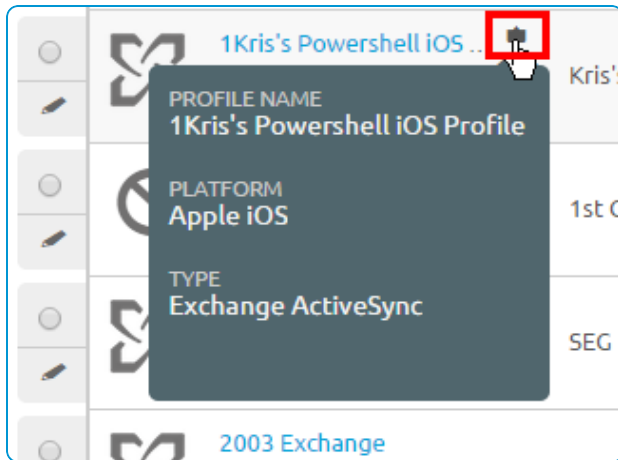 1Kris's Powershell iOS ...
Kris's
PROFILE NAME
1Kris's Powershell iOS Profile
PLATFORM
Apple iOS
1st
TYPE
Exchange ActiveSync
SEG
2003 Exchange